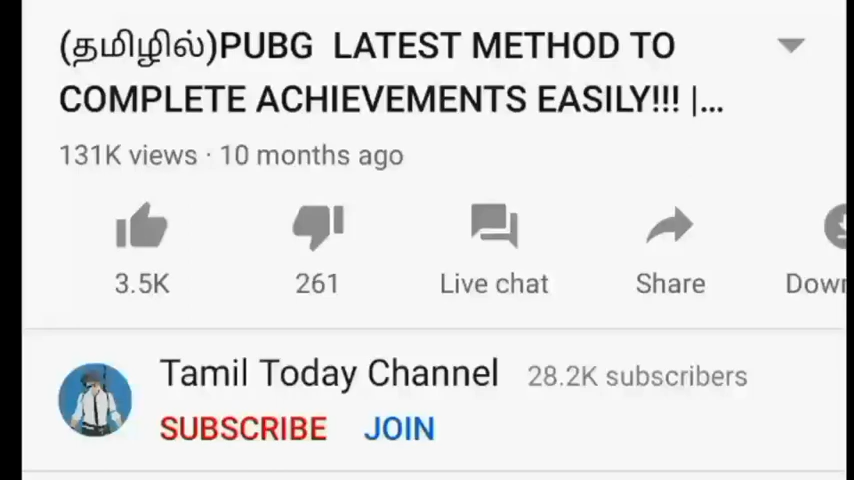 (தமிழில்)PUBG LATEST METHOD TO
COMPLETE ACHIEVEMENTS EASILY!!! |...
131K views · 10 months ago
3.5K 261 Live chat Share Down
Tamil Today Channel 28.2K subscribers
SUBSCRIBE JOIN